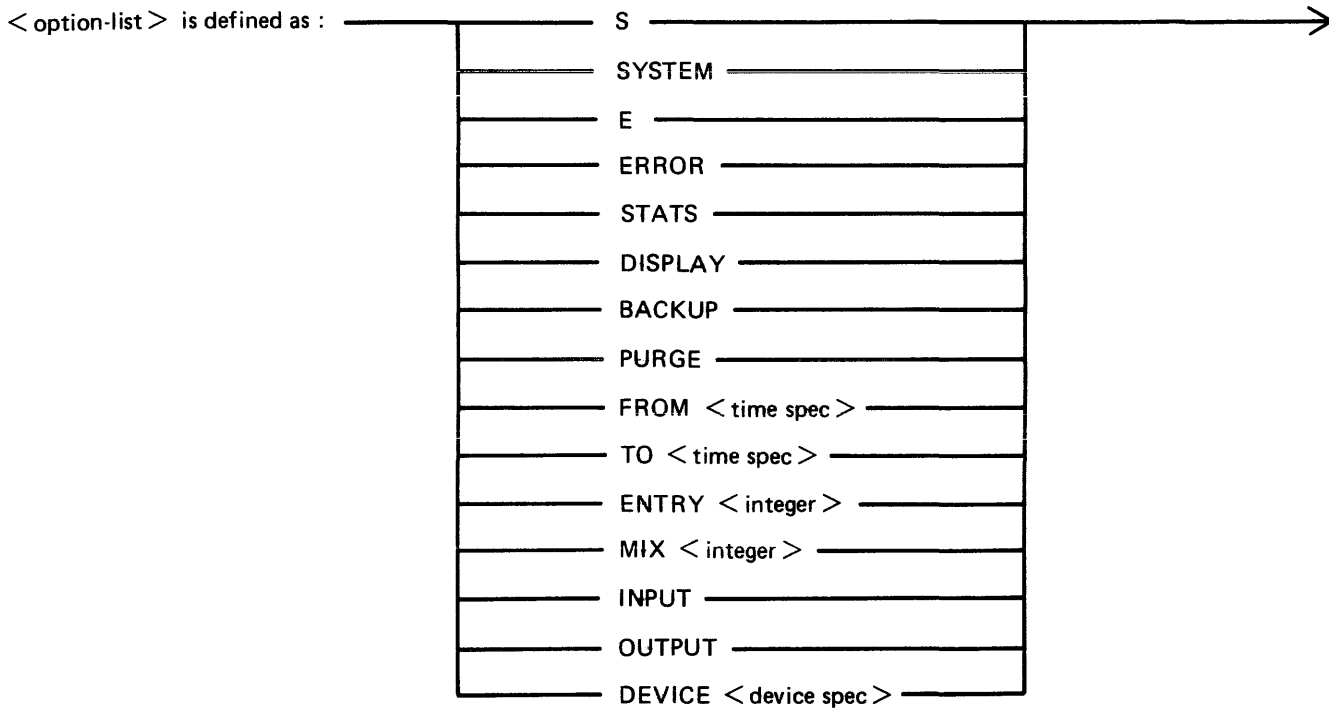 < option-list > is defined as : S
SYSTEM
E
ERROR
STATS
DISPLAY
BACKUP
PURGE
FROM < time spec >
TO < time spec >
ENTRY < integer >
MIX < integer >
INPUT
OUTPUT
DEVICE < device spec >